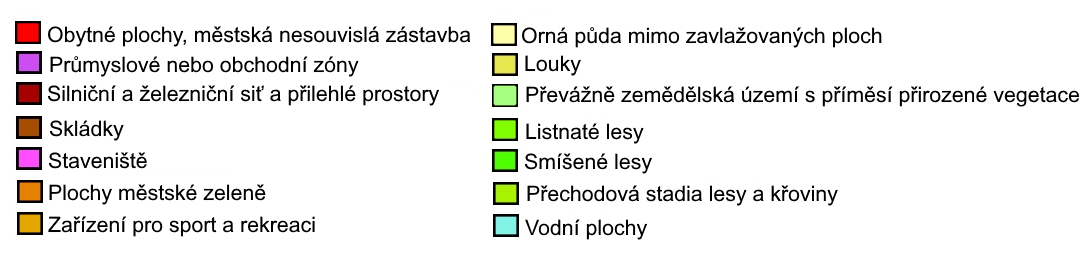 Obytné plochy, městská nesouvislá zástavba
Průmyslové nebo obchodní zóny
Silniční a železniční siť a přilehlé prostory
Skládky
Staveniště
Plochy městské zeleně
Zařízení pro sport a rekreaci
Orná půda mimo zavlažovaných ploch
Louky
Převážně zemědělská území s příměsí přirozené vegetace
Listnaté lesy
Smíšené lesy
Přechodová stadia lesy a křoviny
Vodní plochy